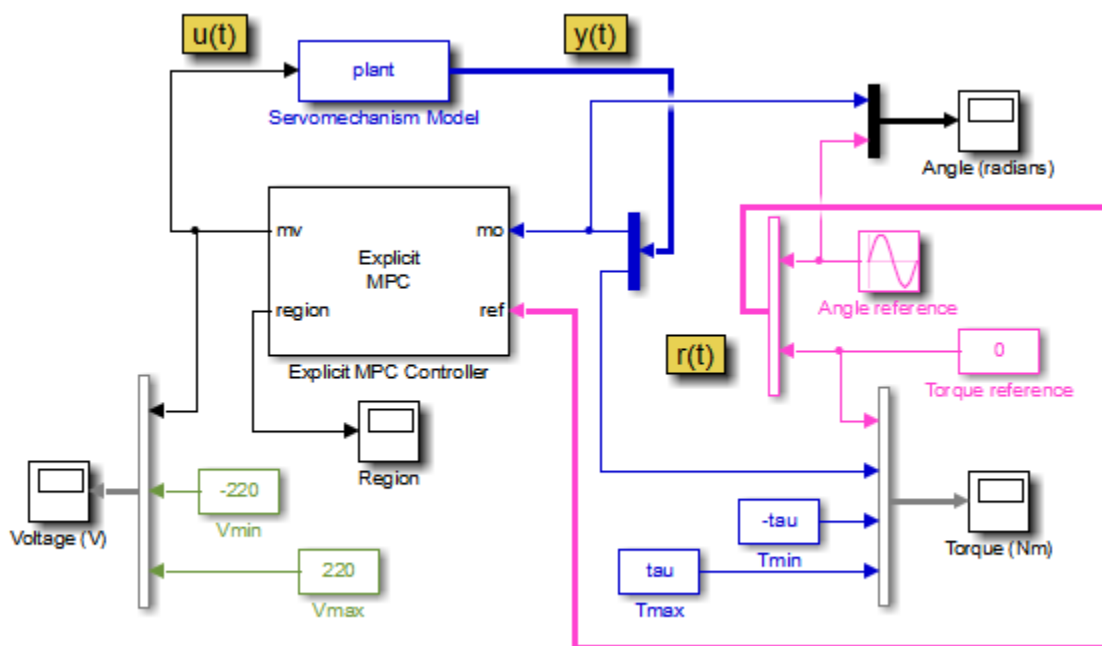 u(t)
y(t)
plant
Servomechanism Model
Angle (radians)
mv
mo
Explicit
MPC
region
ref
Explicit MPC Controller
Angle reference
r(t)
0
Torque reference
Region
-220
Vmin
Voltage (V)
220
Vmax
-tau
Tmin
Torque (Nm)
tau
Tmax